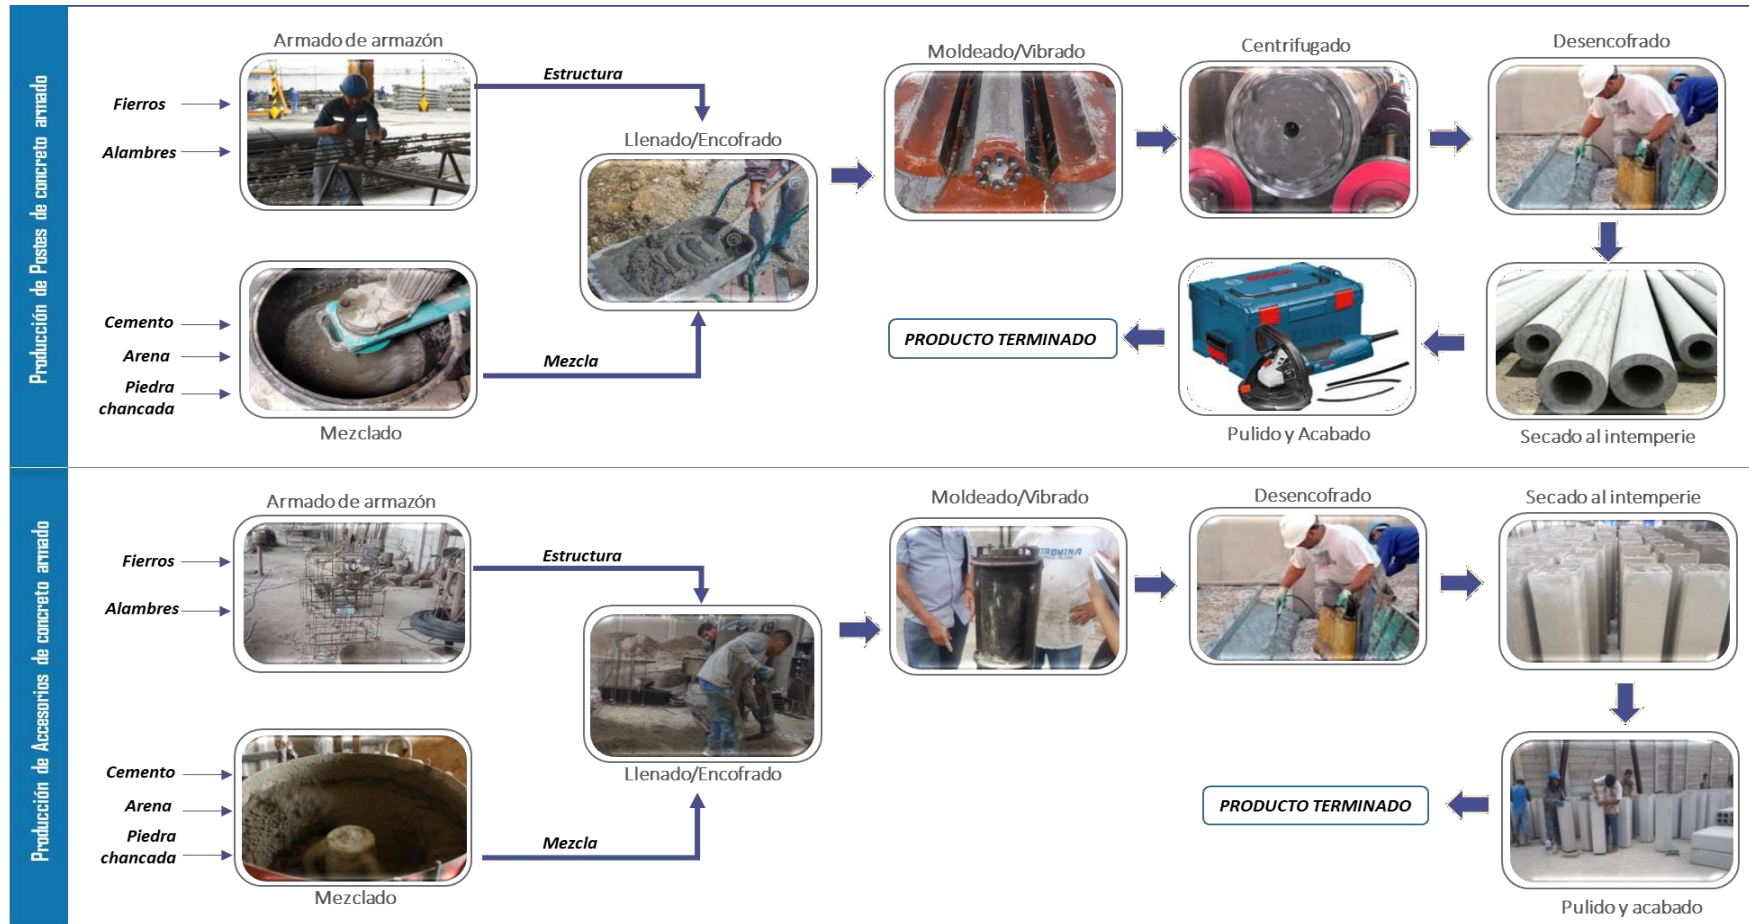 Producción de Postes de concreto armado
Armado de armazón
Fierros
Alambres
Estructura
Llenado/Encofrado
Cemento
Arena
Piedra
chancada
Mezclado
Mezcla
Moldeado/Vibrado
Centrifugado
Desencofrado
Secado al intemperie
BOSCH
Pulido y Acabado
PRODUCTO TERMINADO
Producción de Accesorios de concreto armado
Armado de armazón
Fierros
Alambres
Estructura
Llenado/Encofrado
Cemento
Arena
Piedra
chancada
Mezclado
Mezcla
Moldeado/Vibrado
Desencofrado
Secado al intemperie
Pulido y acabado
PRODUCTO TERMINADO